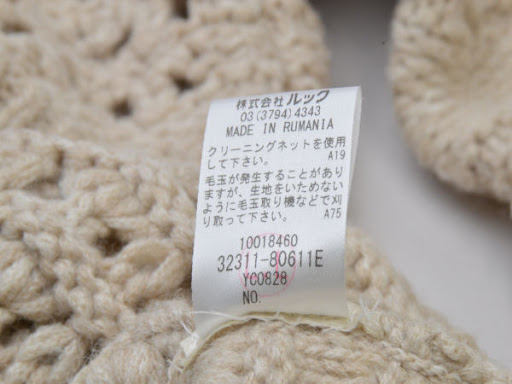 株式会社 ルック
03(3794)4343
MADE IN RUMANIA
クリーニングネットを使用
して下さい。 A19
毛玉が発生することがあり
ますが、生地をいためない
ように毛玉取り機などで刈
り取って下さい。 A75
10018460
32311-80611E
YC0828
NO.